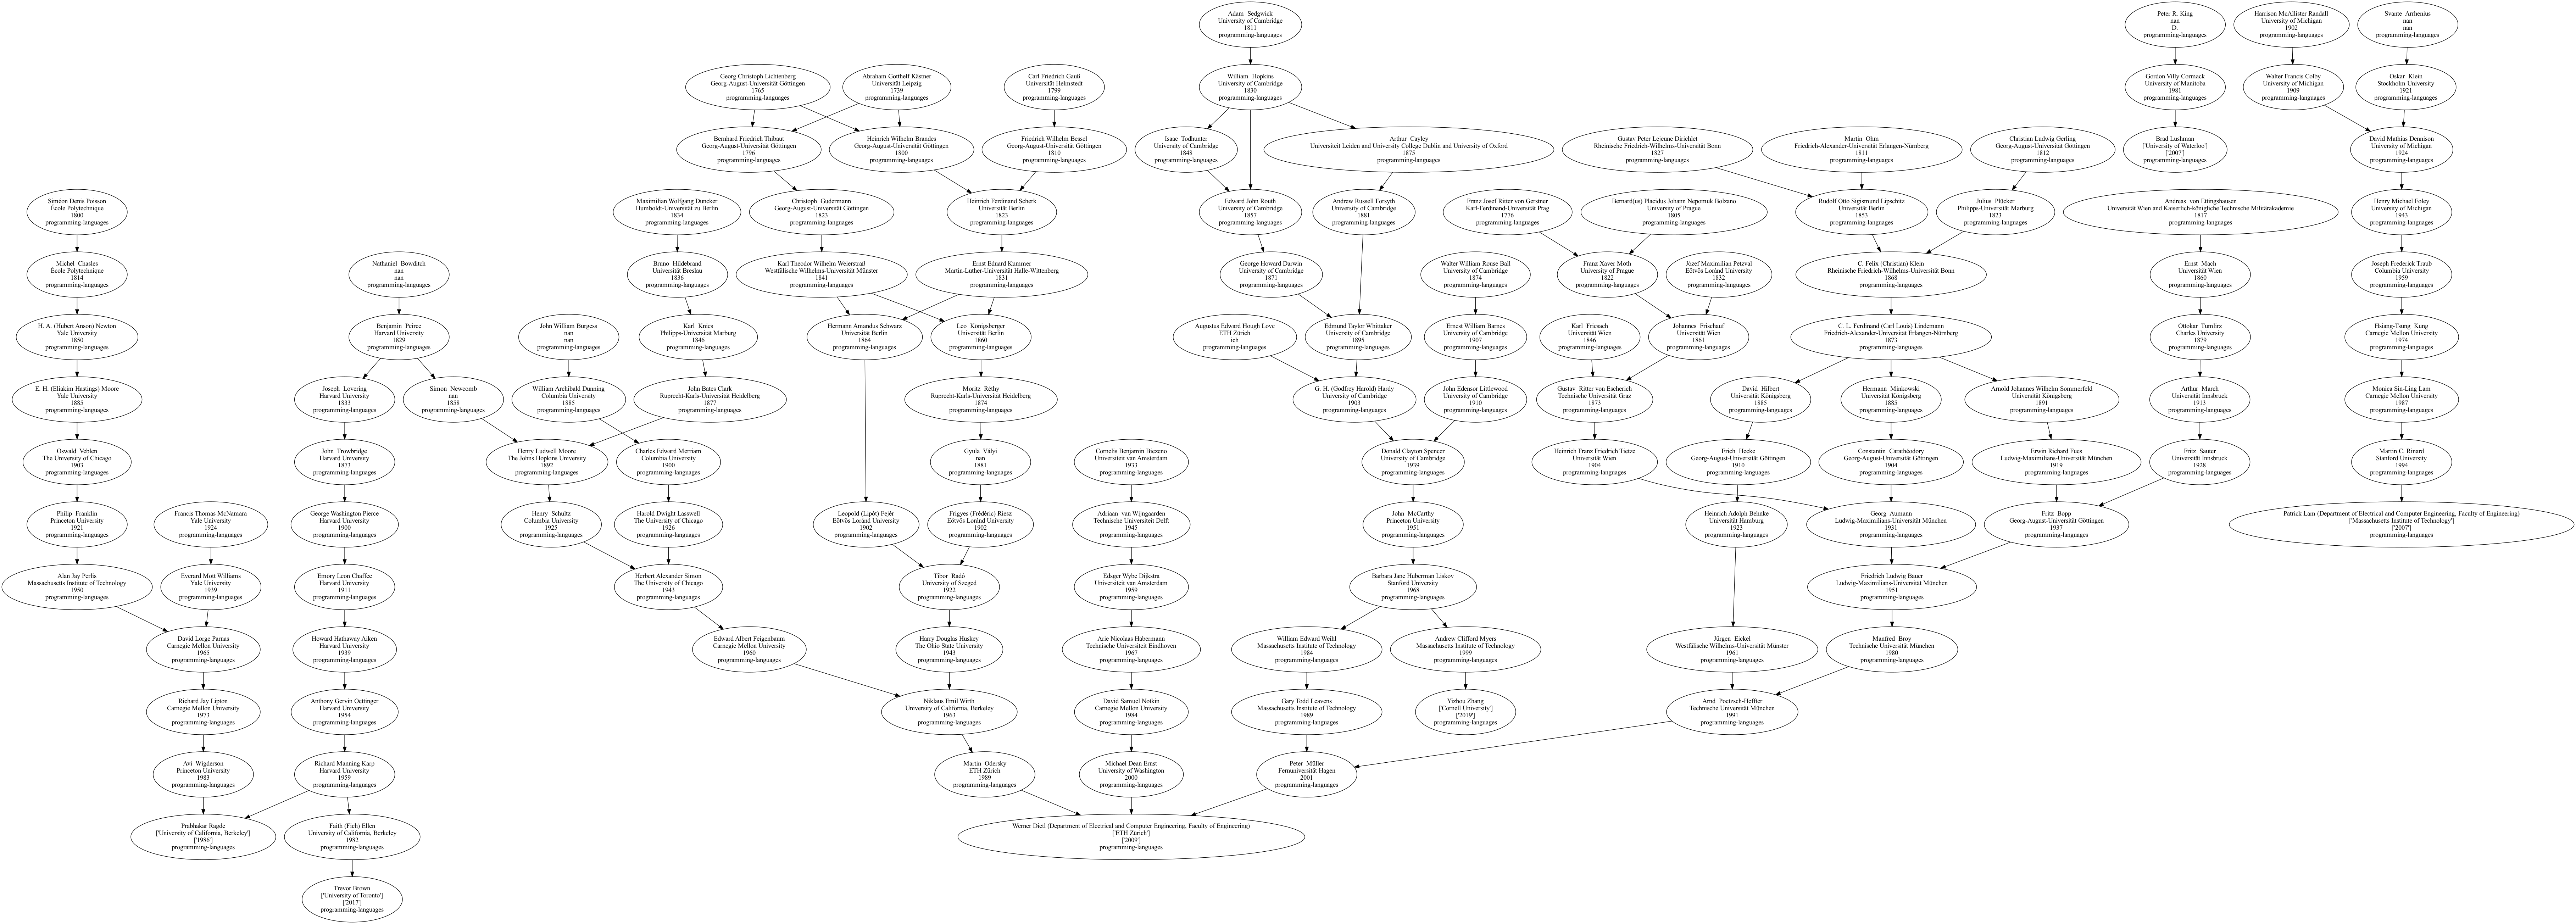 Adam Sedgwick
University of Cambridge
1811
programming-languages
Peter R. King
nan
D.
programming-languages
Harrison McAllister Randall
University of Michigan
1902
programming-languages
Svante Arrhenius
nan
nan
programming-languages
Georg Christoph Lichtenberg
Georg-August-Universität Göttingen
1765
programming-languages
Abraham Gotthelf Kästner
Universität Leipzig
1739
programming-languages
Carl Friedrich Gauß
Universität Helmstedt
1799
programming-languages
William Hopkins
University of Cambridge
1830
programming-languages
Gordon Villy Cormack
University of Manitoba
1981
programming-languages
Walter Francis Colby
University of Michigan
1909
programming-languages
Oskar Klein
Stockholm University
1921
programming-languages
Bernhard Friedrich Thibaut
Georg-August-Universität Göttingen
1796
programming-languages
Heinrich Wilhelm Brandes
Georg-August-Universität Göttingen
1800
programming-languages
Friedrich Wilhelm Bessel
Georg-August-Universität Göttingen
1810
programming-languages
Isaac Todhunter
University of Cambridge
1848
programming-languages
Arthur Cayley
Universiteit Leiden and University College Dublin and University of Oxford
1875
programming-languages
Gustav Peter Lejeune Dirichlet
Rheinische Friedrich-Wilhelms-Universität Bonn
1827
programming-languages
Martin Ohm
Friedrich-Alexander-Universität Erlangen-Nürnberg
1811
programming-languages
Christian Ludwig Gerling
Georg-August-Universität Göttingen
1812
programming-languages
Brad Lushman
['University of Waterloo']
['2007']
programming-languages
David Mathias Dennison
University of Michigan
1924
programming-languages
Siméon Denis Poisson
École Polytechnique
1800
programming-languages
Maximilian Wolfgang Duncker
Humboldt-Universität zu Berlin
1834
programming-languages
Christoph Gudermann
Georg-August-Universität Göttingen
1823
programming-languages
Heinrich Ferdinand Scherk
Universität Berlin
1823
programming-languages
Edward John Routh
University of Cambridge
1857
programming-languages
Andrew Russell Forsyth
University of Cambridge
1881
programming-languages
Franz Josef Ritter von Gerstner
Karl-Ferdinand-Universität Prag
1776
programming-languages
Bernard(us) Placidus Johann Nepomuk Bolzano
University of Prague
1805
programming-languages
Rudolf Otto Sigismund Lipschitz
Universität Berlin
1853
programming-languages
Julius Plücker
Philipps-Universität Marburg
1823
programming-languages
Andreas von Ettingshausen
Universität Wien and Kaiserlich-königliche Technische Militärakademie
1817
programming-languages
Henry Michael Foley
University of Michigan
1943
programming-languages
Michel Chasles
École Polytechnique
1814
programming-languages
Nathaniel Bowditch
nan
nan
programming-languages
Bruno Hildebrand
Universität Breslau
1836
programming-languages
Karl Theodor Wilhelm Weierstraß
Westfälische Wilhelms-Universität Münster
1841
programming-languages
Ernst Eduard Kummer
Martin-Luther-Universität Halle-Wittenberg
1831
programming-languages
George Howard Darwin
University of Cambridge
1871
programming-languages
Walter William Rouse Ball
University of Cambridge
1874
programming-languages
Franz Xaver Moth
University of Prague
1822
programming-languages
József Maximilian Petzval
Eötvös Loránd University
1832
programming-languages
C. Felix (Christian) Klein
Rheinische Friedrich-Wilhelms-Universität Bonn
1868
programming-languages
Ernst Mach
Universität Wien
1860
programming-languages
Joseph Frederick Traub
Columbia University
1959
programming-languages
H. A. (Hubert Anson) Newton
Yale University
1850
programming-languages
Benjamin Peirce
Harvard University
1829
programming-languages
John William Burgess
nan
nan
programming-languages
Karl Knies
Philipps-Universität Marburg
1846
programming-languages
Hermann Amandus Schwarz
Universität Berlin
1864
programming-languages
Leo Königsberger
Universität Berlin
1860
programming-languages
Augustus Edward Hough Love
ETH Zürich
ich
programming-languages
Edmund Taylor Whittaker
University of Cambridge
1895
programming-languages
Ernest William Barnes
University of Cambridge
1907
programming-languages
Karl Friesach
Universität Wien
1846
programming-languages
Johannes Frischauf
Universität Wien
1861
programming-languages
C. L. Ferdinand (Carl Louis) Lindemann
Friedrich-Alexander-Universität Erlangen-Nürnberg
1873
programming-languages
Ottokar Tumlirz
Charles University
1879
programming-languages
Hsiang-Tsung Kung
Carnegie Mellon University
1974
programming-languages
E. H. (Eliakim Hastings) Moore
Yale University
1885
programming-languages
Joseph Lovering
Harvard University
1833
programming-languages
Simon Newcomb
nan
1858
programming-languages
William Archibald Dunning
Columbia University
1885
programming-languages
John Bates Clark
Ruprecht-Karls-Universität Heidelberg
1877
programming-languages
Moritz Réthy
Ruprecht-Karls-Universität Heidelberg
1874
programming-languages
G. H. (Godfrey Harold) Hardy
University of Cambridge
1903
programming-languages
John Edensor Littlewood
University of Cambridge
1910
programming-languages
Gustav Ritter von Escherich
Technische Universität Graz
1873
programming-languages
David Hilbert
Universität Königsberg
1885
programming-languages
Hermann Minkowski
Universität Königsberg
1885
programming-languages
Arnold Johannes Wilhelm Sommerfeld
Universität Königsberg
1891
programming-languages
Arthur March
Universität Innsbruck
1913
programming-languages
Monica Sin-Ling Lam
Carnegie Mellon University
1987
programming-languages
Oswald Veblen
The University of Chicago
1903
programming-languages
John Trowbridge
Harvard University
1873
programming-languages
Henry Ludwell Moore
The Johns Hopkins University
1892
programming-languages
Charles Edward Merriam
Columbia University
1900
programming-languages
Gyula Vályi
nan
1881
programming-languages
Cornelis Benjamin Biezeno
Universiteit van Amsterdam
1933
programming-languages
Donald Clayton Spencer
University of Cambridge
1939
programming-languages
Heinrich Franz Friedrich Tietze
Universität Wien
1904
programming-languages
Erich Hecke
Georg-August-Universität Göttingen
1910
programming-languages
Constantin Carathéodory
Georg-August-Universität Göttingen
1904
programming-languages
Erwin Richard Fues
Ludwig-Maximilians-Universität München
1919
programming-languages
Fritz Sauter
Universität Innsbruck
1928
programming-languages
Martin C. Rinard
Stanford University
1994
programming-languages
Philip Franklin
Princeton University
1921
programming-languages
Francis Thomas McNamara
Yale University
1924
programming-languages
George Washington Pierce
Harvard University
1900
programming-languages
Henry Schultz
Columbia University
1925
programming-languages
Harold Dwight Lasswell
The University of Chicago
1926
programming-languages
Leopold (Lipót) Fejér
Eötvös Loránd University
1902
programming-languages
Frigyes (Frédéric) Riesz
Eötvös Loránd University
1902
programming-languages
Adriaan van Wijngaarden
Technische Universiteit Delft
1945
programming-languages
John McCarthy
Princeton University
1951
programming-languages
Heinrich Adolph Behnke
Universität Hamburg
1923
programming-languages
Georg Aumann
Ludwig-Maximilians-Universität München
1931
programming-languages
Fritz Bopp
Georg-August-Universität Göttingen
1937
programming-languages
Patrick Lam (Department of Electrical and Computer Engineering, Faculty of Engineering)
['Massachusetts Institute of Technology']
['2007']
programming-languages
Alan Jay Perlis
Massachusetts Institute of Technology
1950
programming-languages
Everard Mott Williams
Yale University
1939
programming-languages
Emory Leon Chaffee
Harvard University
1911
programming-languages
Herbert Alexander Simon
The University of Chicago
1943
programming-languages
Tibor Radó
University of Szeged
1922
programming-languages
Edsger Wybe Dijkstra
Universiteit van Amsterdam
1959
programming-languages
Barbara Jane Huberman Liskov
Stanford University
1968
programming-languages
Friedrich Ludwig Bauer
Ludwig-Maximilians-Universität München
1951
programming-languages
David Lorge Parnas
Carnegie Mellon University
1965
programming-languages
Howard Hathaway Aiken
Harvard University
1939
programming-languages
Edward Albert Feigenbaum
Carnegie Mellon University
1960
programming-languages
Harry Douglas Huskey
The Ohio State University
1943
programming-languages
Arie Nicolaas Habermann
Technische Universiteit Eindhoven
1967
programming-languages
William Edward Weihl
Massachusetts Institute of Technology
1984
programming-languages
Andrew Clifford Myers
Massachusetts Institute of Technology
1999
programming-languages
Jürgen Eickel
Westfälische Wilhelms-Universität Münster
1961
programming-languages
Manfred Broy
Technische Universität München
1980
programming-languages
Richard Jay Lipton
Carnegie Mellon University
1973
programming-languages
Anthony Gervin Oettinger
Harvard University
1954
programming-languages
Niklaus Emil Wirth
University of California, Berkeley
1963
programming-languages
David Samuel Notkin
Carnegie Mellon University
1984
programming-languages
Gary Todd Leavens
Massachusetts Institute of Technology
1989
programming-languages
Yizhou Zhang
['Cornell University']
['2019']
programming-languages
Arnd Poetzsch-Heffter
Technische Universität München
1991
programming-languages
Avi Wigderson
Princeton University
1983
programming-languages
Richard Manning Karp
Harvard University
1959
programming-languages
Martin Odersky
ETH Zürich
1989
programming-languages
Michael Dean Ernst
University of Washington
2000
programming-languages
Peter Müller
Fernuniversität Hagen
2001
programming-languages
Prabhakar Ragde
['University of California, Berkeley']
['1986']
programming-languages
Faith (Fich) Ellen
University of California, Berkeley
1982
programming-languages
Werner Dietl (Department of Electrical and Computer Engineering, Faculty of Engineering)
['ETH Zürich']
['2009']
programming-languages
Trevor Brown
['University of Toronto']
['2017']
programming-languages